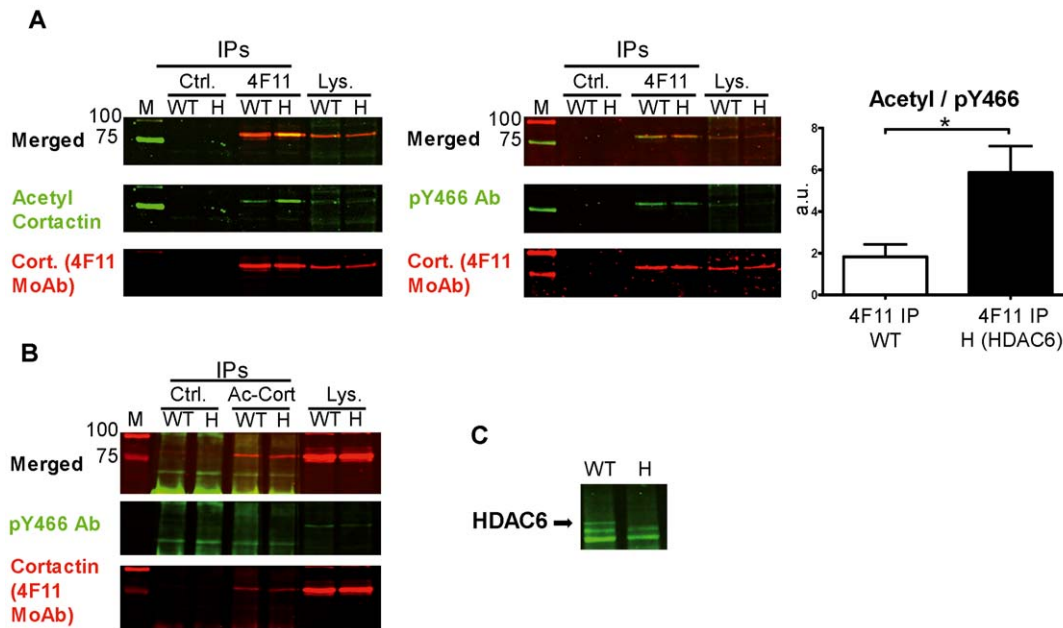 A
IPs
Ctrl. 4F11 Lys.
M WT H WT H WT H
100
75
Merged
Acetyl
Cortactin
Cort. (4F11
MoAb)
IPs
Ctrl. 4F11 Lys.
M WT H WT H WT H
100
75
Merged
pY466 Ab
Cort. (4F11
MoAb)
Acetyl / pY466
*
8
6
4
2
0
a.u.
4F11 IP 4F11 IP
WT H (HDAC6)
B
IPs
Ctrl. Ac-Cort Lys.
M WT H WT H WT H
100
75
Merged
pY466 Ab
Cortactin
(4F11
MoAb)
C
WT H
HDAC6